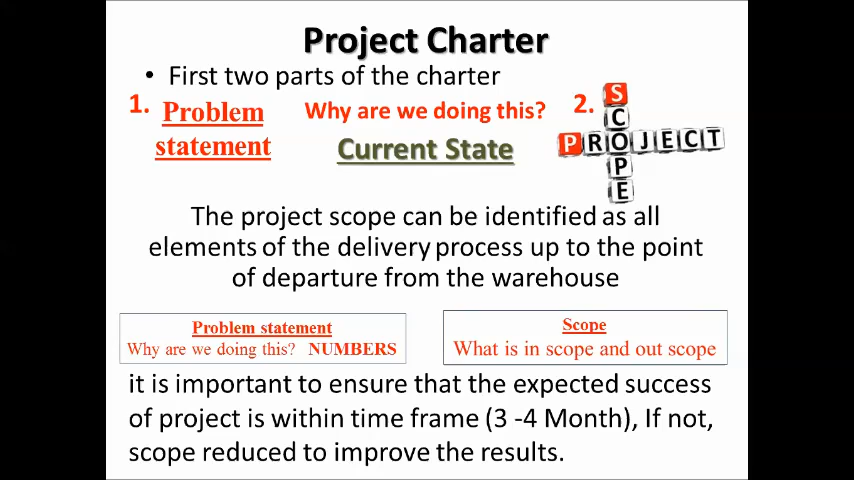 Project Charter
• First two parts of the charter
1. Problem statement
Why are we doing this?
Current State
2.
SCOPE
PROJECT
The project scope can be identified as all
elements of the delivery process up to the point
of departure from the warehouse
Problem statement
Why are we doing this? NUMBERS
Scope
What is in scope and out scope
it is important to ensure that the expected success
of project is within time frame (3 -4 Month), If not,
scope reduced to improve the results.